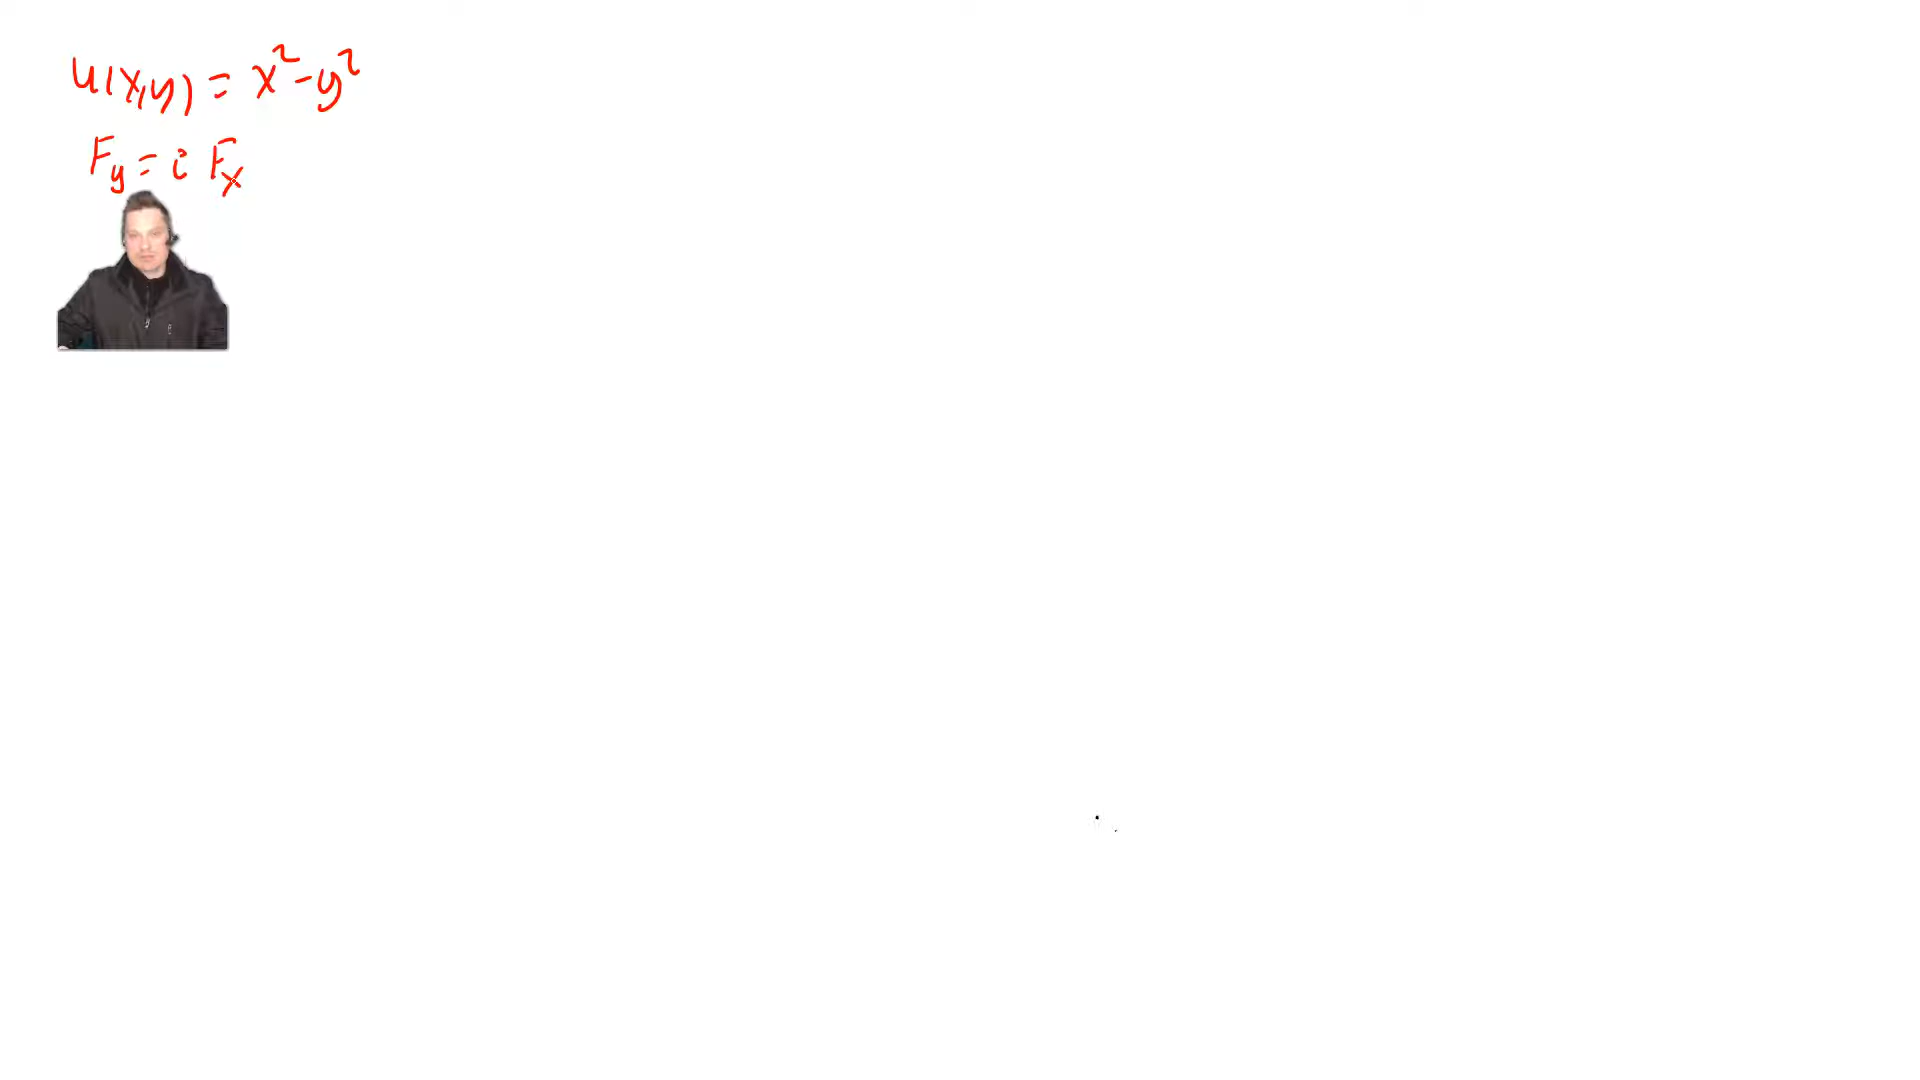 u(x,y) = x² - y²
F_y = i F_x